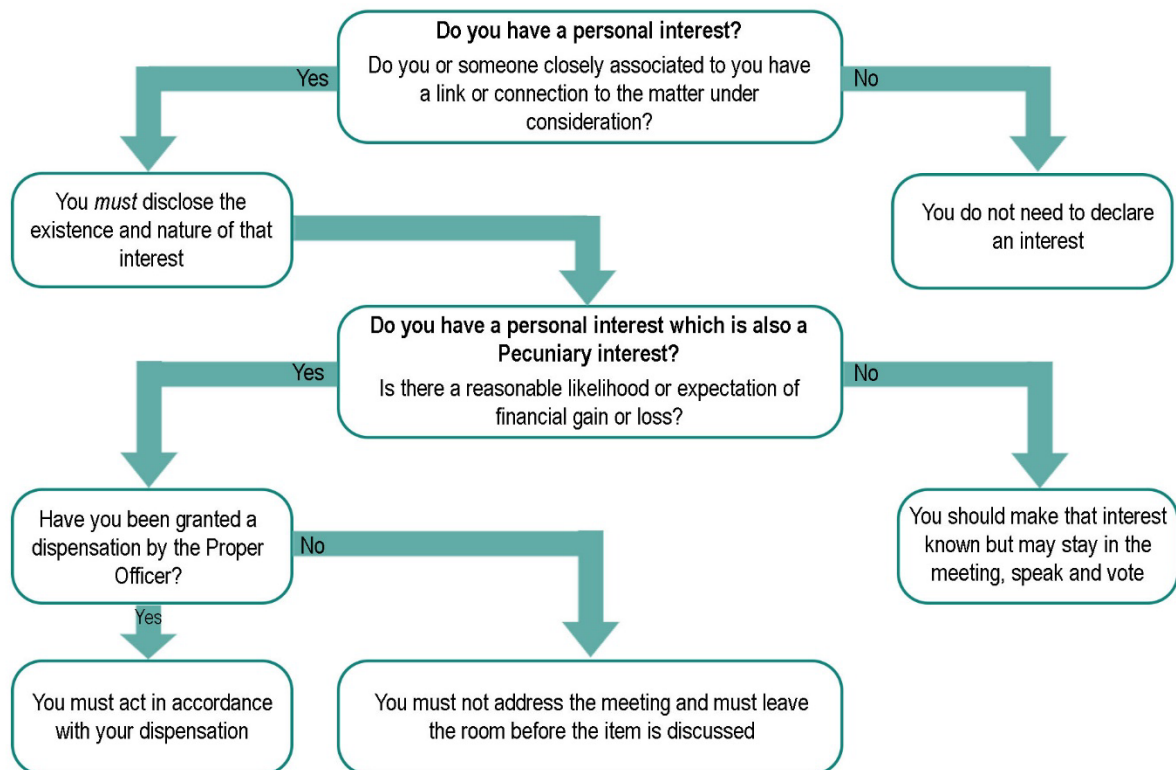 Do you have a personal interest?
Do you or someone closely associated to you have
a link or connection to the matter under
consideration?
Yes
No
You must disclose the
existence and nature of that
interest
You do not need to declare
an interest
Do you have a personal interest which is also a
Pecuniary interest?
Is there a reasonable likelihood or expectation of
financial gain or loss?
Yes
No
Have you been granted a
dispensation by the Proper
Officer?
No
You should make that interest
known but may stay in the
meeting, speak and vote
Yes
You must act in accordance
with your dispensation
You must not address the meeting and must leave
the room before the item is discussed